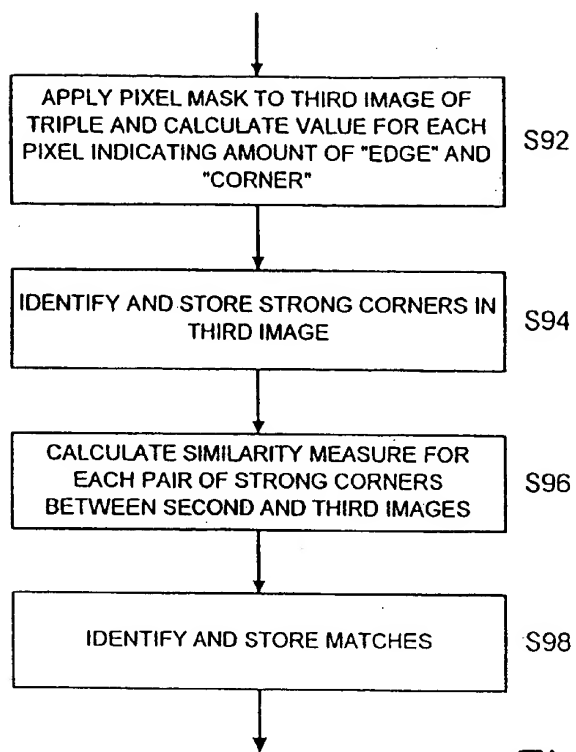 APPLY PIXEL MASK TO THIRD IMAGE OF
TRIPLE AND CALCULATE VALUE FOR EACH
PIXEL INDICATING AMOUNT OF "EDGE" AND
"CORNER"
S92
IDENTIFY AND STORE STRONG CORNERS IN
THIRD IMAGE
S94
CALCULATE SIMILARITY MEASURE FOR
EACH PAIR OF STRONG CORNERS
BETWEEN SECOND AND THIRD IMAGES
S96
IDENTIFY AND STORE MATCHES
S98